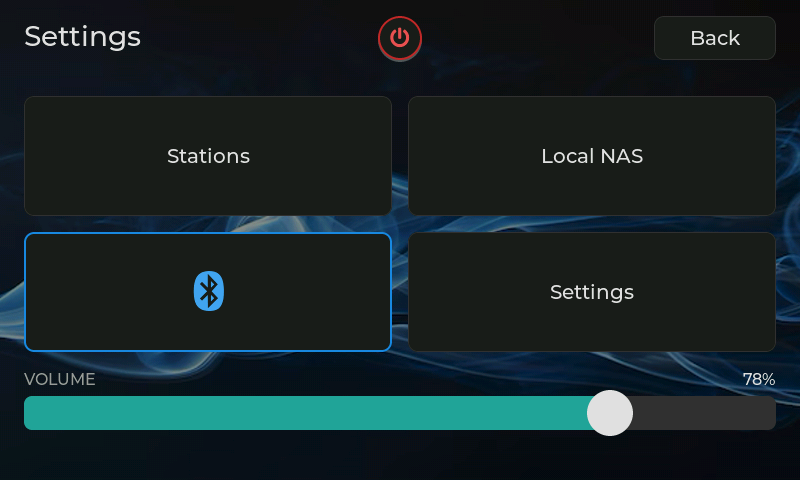 Settings
Back
Stations
Local NAS
Settings
VOLUME
78%